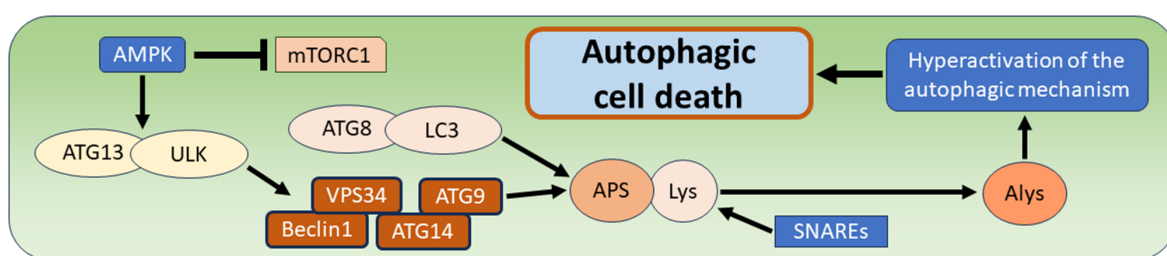 AMPK
mTORC1
Autophagic
cell death
Hyperactivation of the
autophagic mechanism
ATG13
ULK
ATG8
LC3
VPS34
ATG9
Beclin1
ATG14
APS
Lys
SNAREs
Alys